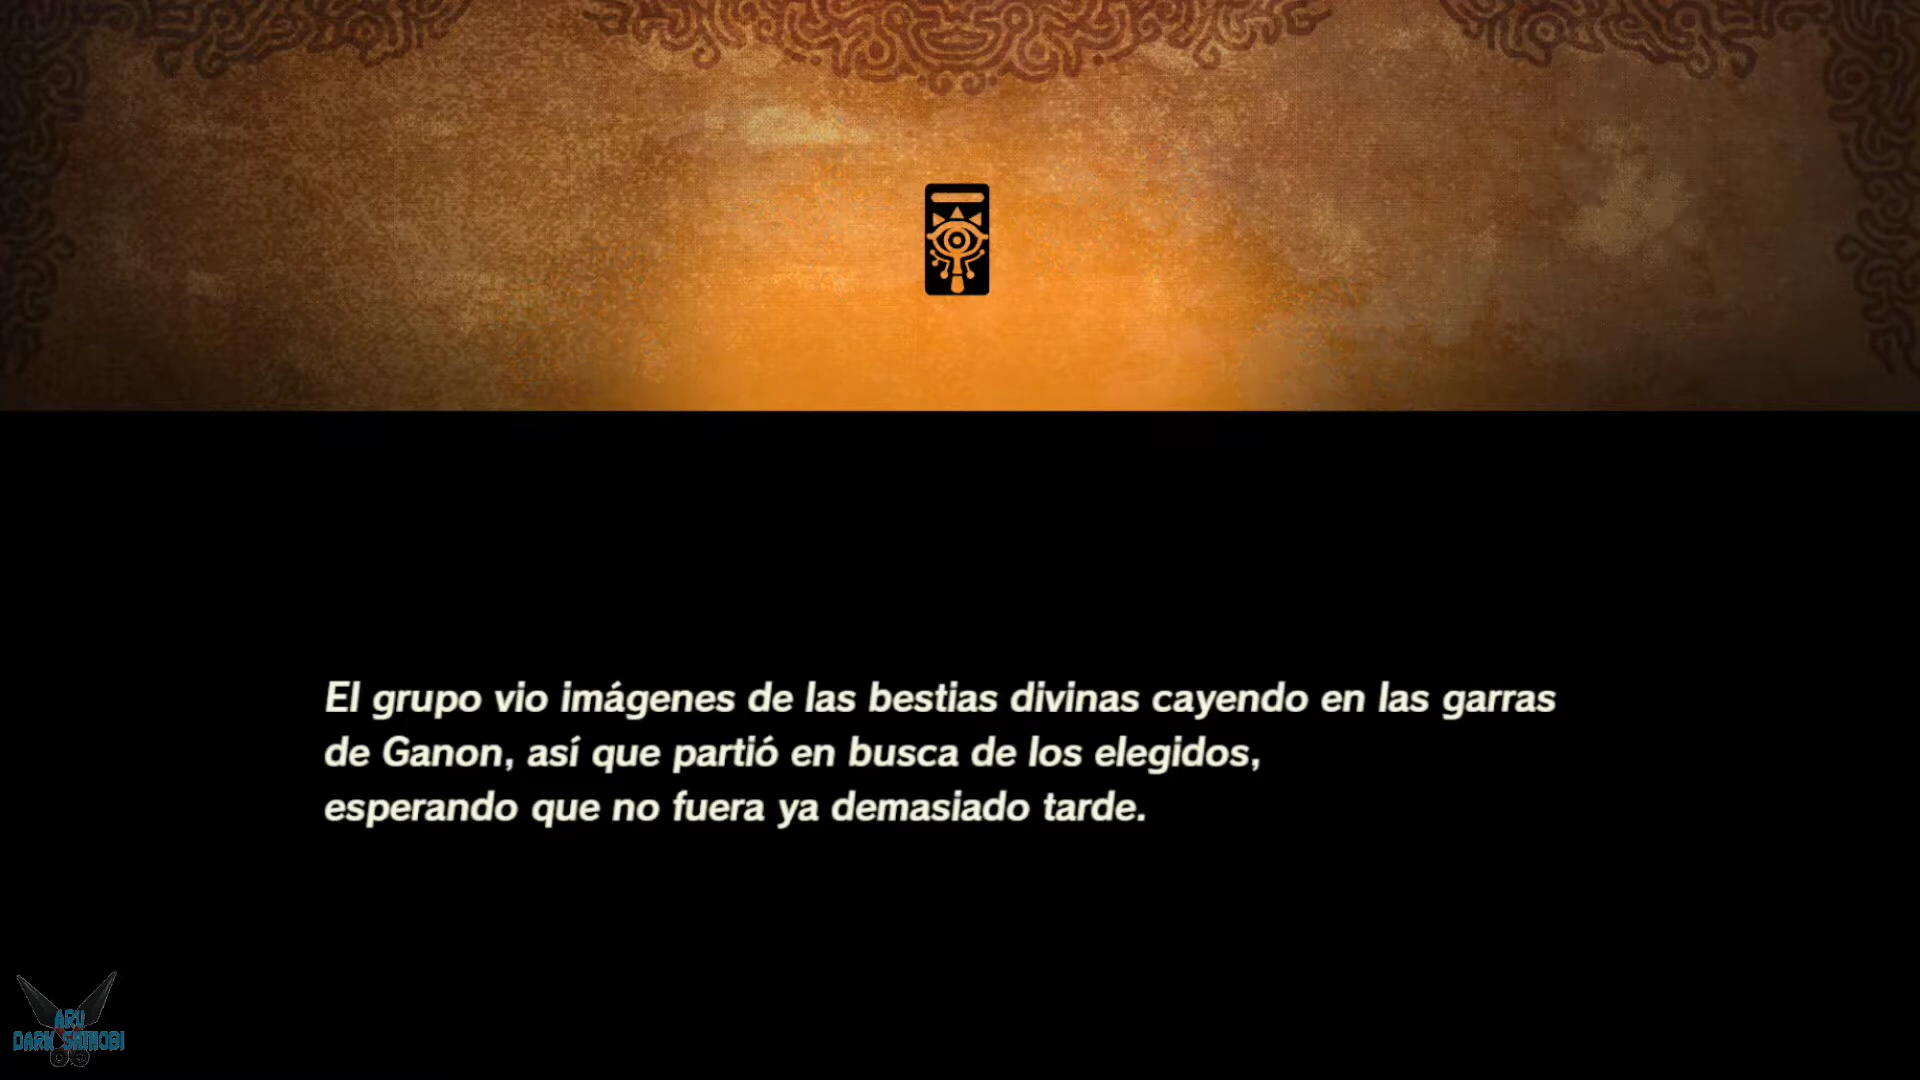 El grupo vio imágenes de las bestias divinas cayendo en las garras
de Ganon, así que partió en busca de los elegidos,
esperando que no fuera ya demasiado tarde.
ARU
DARK SHINOBI